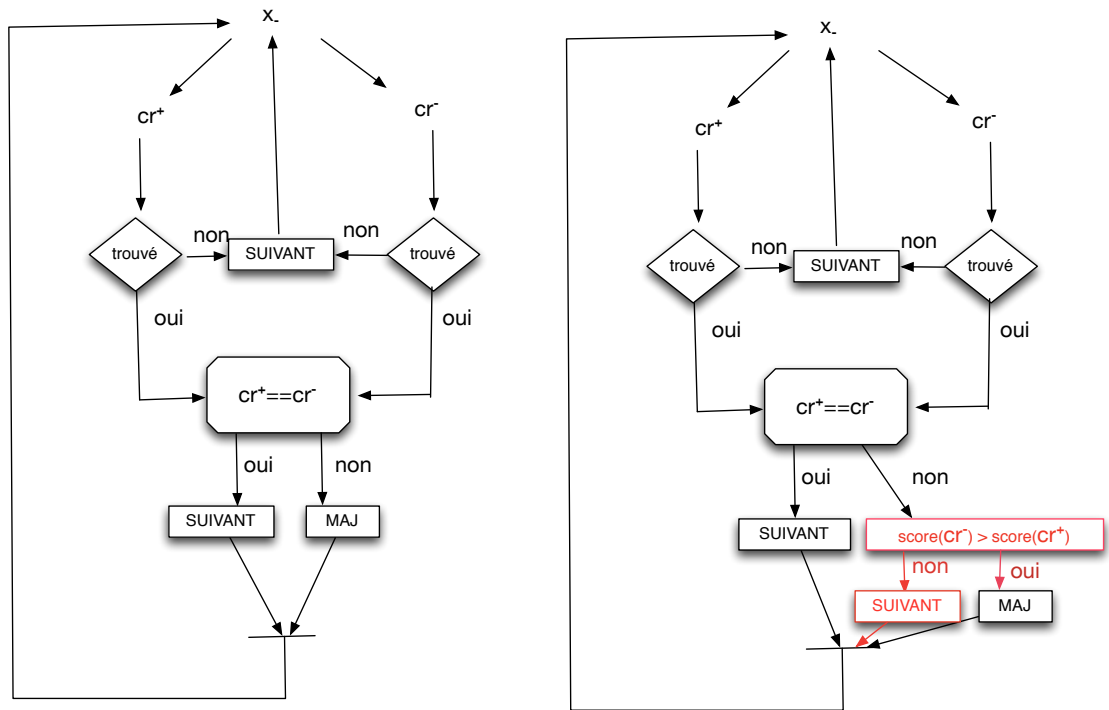 x-
cr+
cr-
trouvé
non
SUIVANT
non
trouvé
oui
oui
cr+==cr-
oui
non
SUIVANT
MAJ
x-
cr+
cr-
trouvé
non
SUIVANT
non
trouvé
oui
oui
cr+==cr-
oui
non
SUIVANT
score(cr-) > score(cr+)
non
oui
SUIVANT
MAJ